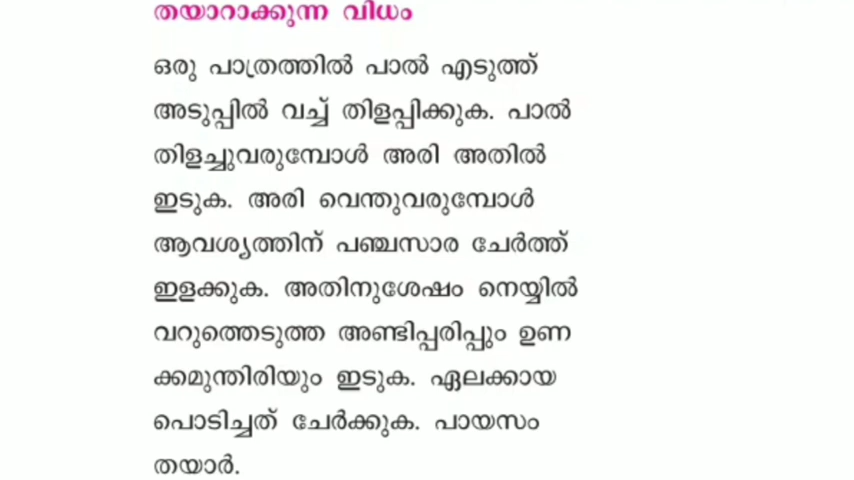 തയാറാക്കുന്ന വിധം
ഒരു പാത്രത്തിൽ പാൽ എടുത്ത്
അടുപ്പിൽ വച്ച് തിളപ്പിക്കുക. പാൽ
തിളച്ചുവരുമ്പോൾ അരി അതിൽ
ഇടുക. അരി വെന്തുവരുമ്പോൾ
ആവശ്യത്തിന് പഞ്ചസാര ചേർത്ത്
ഇളക്കുക. അതിനുശേഷം നെയ്യിൽ
വറുത്തെടുത്ത അണ്ടിപ്പരിപ്പും ഉണ
ക്കമുന്തിരിയും ഇടുക. ഏലക്കായ
പൊടിച്ചത് ചേർക്കുക. പായസം
തയാർ.